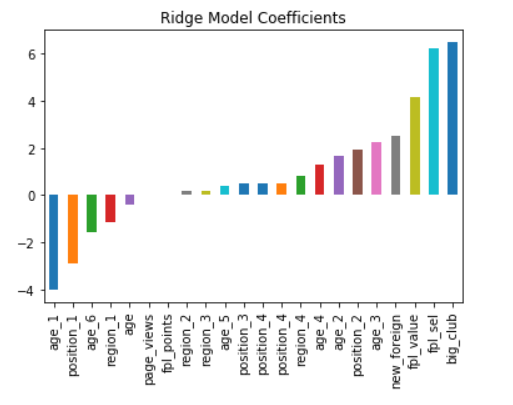 Ridge Model Coefficients
6
4
2
0
−2
−4
age_1
position_1
age_6
region_1
age
page_views
fpl_points
region_2
region_3
age_5
position_3
position_4
position_4
region_4
age_4
age_2
position_2
age_3
new_foreign
fpl_value
fpl_sel
big_club